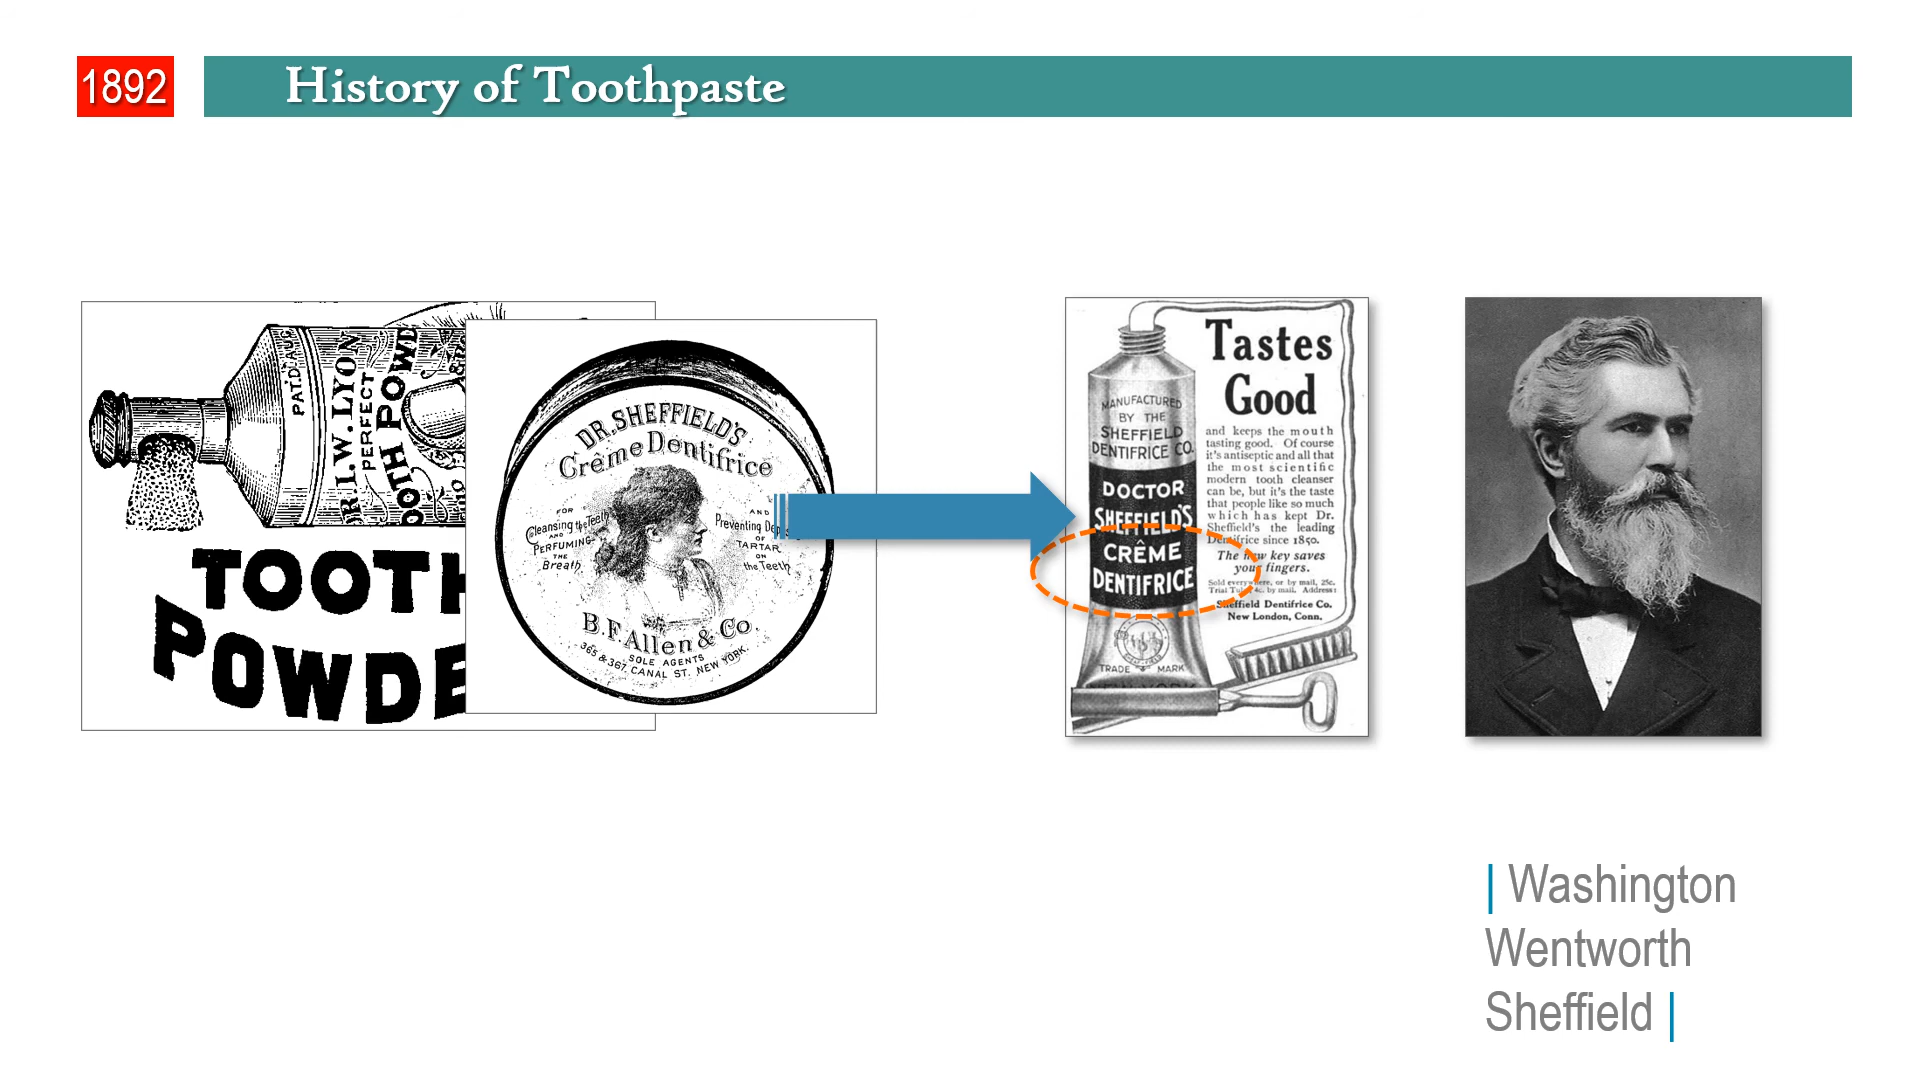 1892
History of Toothpaste
PAT.D. AUG
DR. I.W. LYON
PERFECT
TOOTH POWD
TOOTH
POWDE
DR. SHEFFIELD'S
Crême Dentifrice
FOR
Cleansing the Teeth
AND
PERFUMING
THE
Breath
AND
Preventing
OF
TARTAR
ON
the Teeth
B.F. Allen & Co.
SOLE AGENTS
365 & 367 CANAL ST. NEW YORK.
MANUFACTURED
BY THE
SHEFFIELD
DENTIFRICE CO.
DOCTOR
SHEFFIELD'S
CRÊME
DENTIFRICE
TRADE MARK
NEW YORK
Tastes
Good
and keeps the mouth
tasting good. Of course
it's antiseptic and all that
the most scientific
modern tooth cleanser
can be, but it's the taste
that people like so much
which has kept Dr.
Sheffield's the leading
Dentifrice since 1850.
The new key saves
your fingers.
Sold everywhere, or by mail, 25c.
Trial Tube 4c. by mail. Address:
Sheffield Dentifrice Co.
New London, Conn.
| Washington
Wentworth
Sheffield |